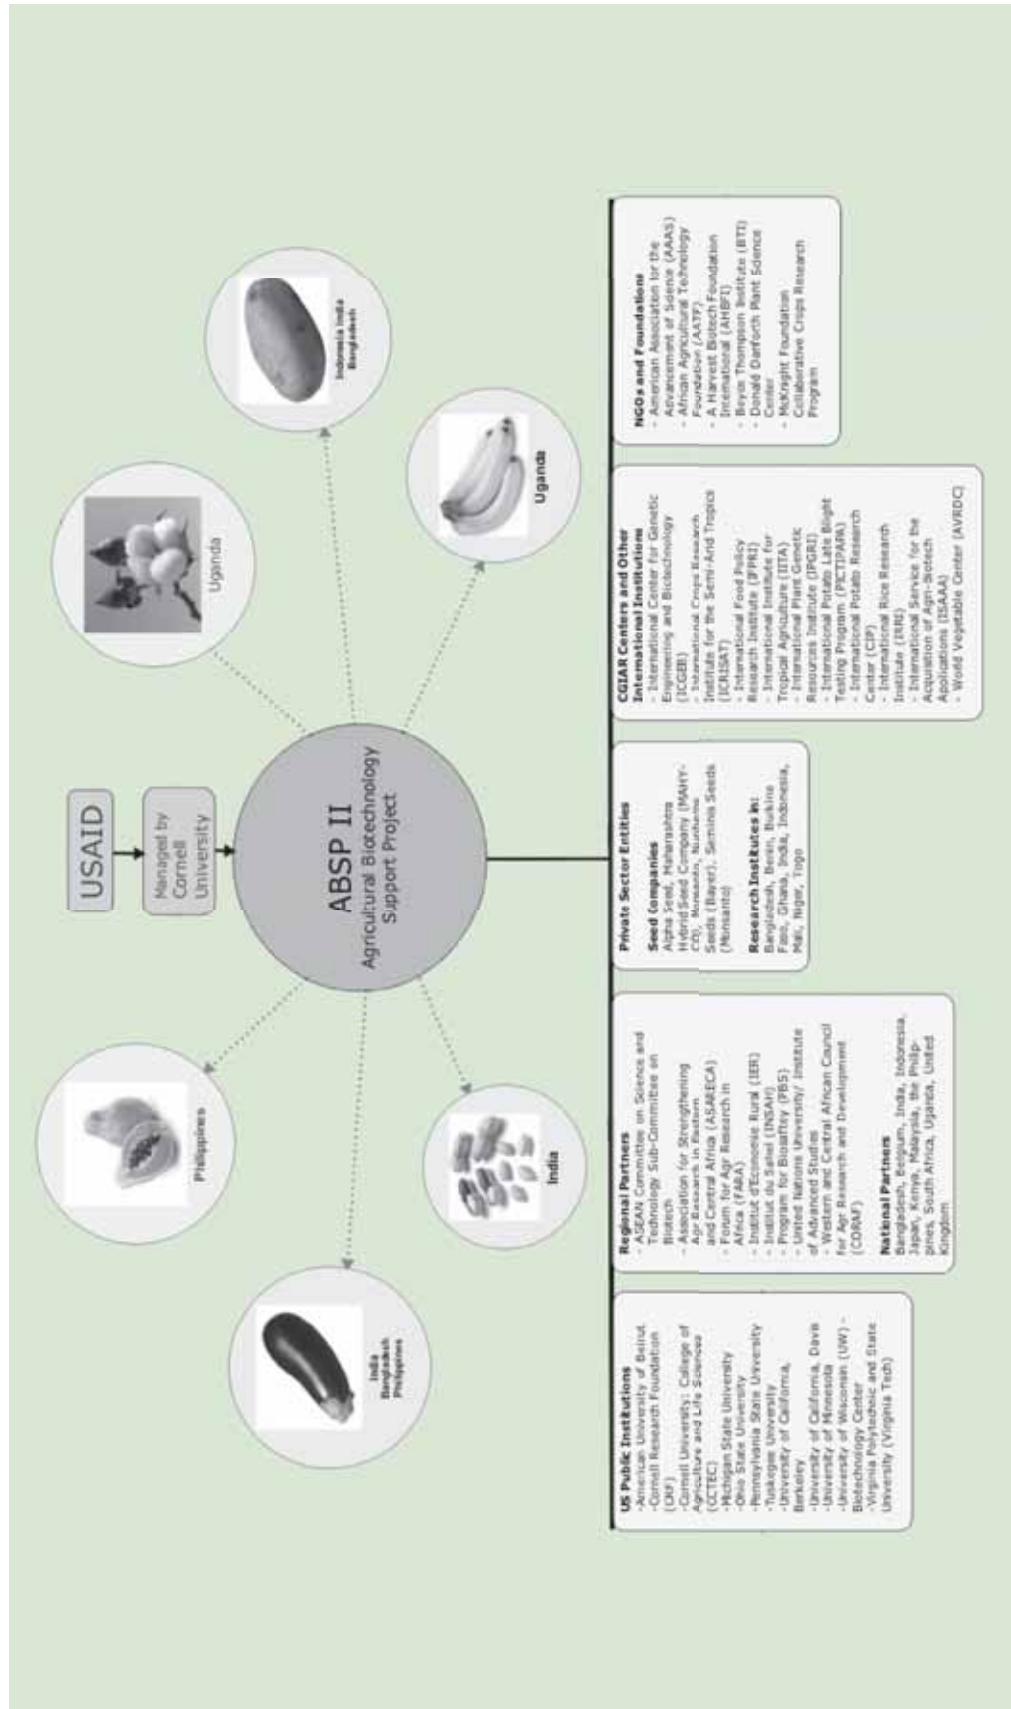 USAID
Managed by
Cornell
University
ABSP II
Agricultural Biotechnology
Support Project
India
Bangladesh
Philippines
Philippines
India
Uganda
Indonesia India
Bangladesh
Uganda
US Public Institutions
-American University of Beirut
-Cornell Research Foundation
(CRF)
-Cornell University: College of
Agriculture and Life Sciences
(CCTEC)
-Michigan State University
-Ohio State University
-Pennsylvania State University
-Tuskegee University
-University of California,
Berkeley
-University of California, Davis
-University of Minnesota
-University of Wisconsin (UW) -
Biotechnology Center
-Virginia Polytechnic and State
University (Virginia Tech)
Regional Partners
- ASEAN Committee on Science and
Technology Sub-Committee on
Biotech
- Association for Strengthening
Agr Research in Eastern
and Central Africa (ASARECA)
- Forum for Agr Research in
Africa (FARA)
- Institut d'Economie Rural (IER)
- Institut du Sahel (INSAH)
- Program for Biosaftey (PBS)
- United Nations University/ Institute
of Advanced Studies
- Western and Central African Council
for Agr Research and Development
(CORAF)
National Partners
Bangladesh, Belgium, India, Indonesia,
Japan, Kenya, Malaysia, the Philip-
pines, South Africa, Uganda, United
Kingdom
Private Sector Entities
Seed Companies
Alpha Seed, Maharashtra
Hybrid Seed Company (MAHY-
CO), Monsanto, Nunhems
Seeds (Bayer), Seminis Seeds
(Monsanto)
Research Institutes in:
Bangladesh, Benin, Burkina
Faso, Ghana, India, Indonesia,
Mali, Niger, Togo
CGIAR Centers and Other
International Institutions
- International Center for Genetic
Engineering and Biotechnology
(ICGEB)
- International Crops Research
Institute for the Semi-Arid Tropics
(ICRISAT)
- International Food Policy
Research Institute (IFPRI)
- International Institute for
Tropical Agriculture (IITA)
- International Plant Genetic
Resources Institute (IPGRI)
- International Potato Late Blight
Testing Program (PICTIPAPA)
- International Potato Research
Center (CIP)
- International Rice Research
Institute (IRRI)
- International Service for the
Acquisition of Agri-Biotech
Applications (ISAAA)
- World Vegetable Center (AVRDC)
NGOs and Foundations
- American Association for the
Advancement of Science (AAAS)
- African Agricultural Technology
Foundation (AATF)
- A Harvest Biotech Foundation
International (AHBFI)
- Boyce Thompson Institute (BTI)
- Donald Danforth Plant Science
Center
- McKnight Foundation
Collaborative Crops Research
Program